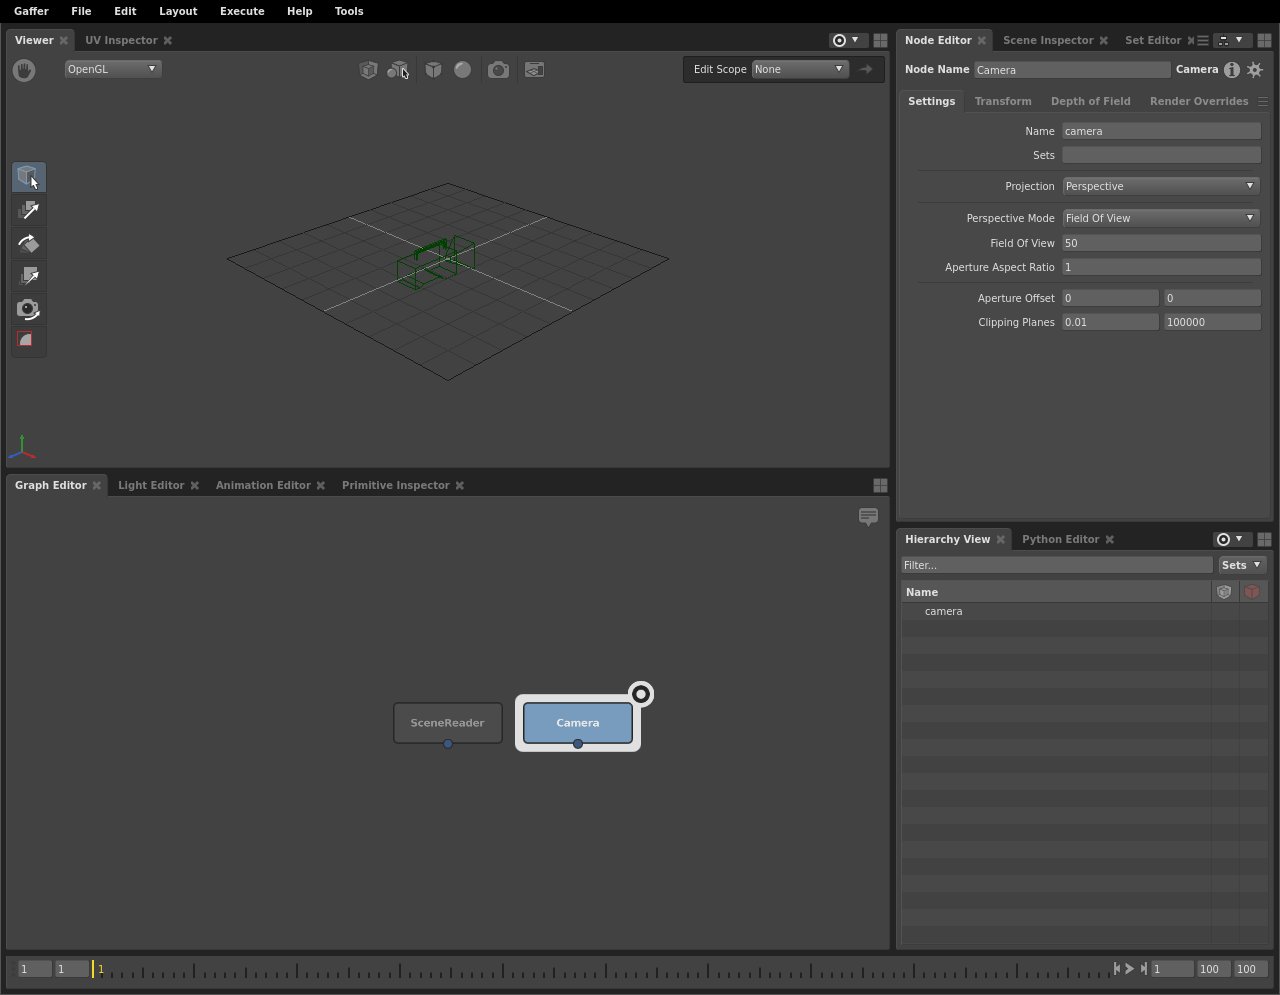 Gaffer File Edit Layout Execute Help Tools
Viewer UV Inspector
OpenGL
Edit Scope None
Node Editor Scene Inspector Set Editor
Node Name Camera Camera
Settings Transform Depth of Field Render Overrides
Name camera
Sets
Projection Perspective
Perspective Mode Field Of View
Field Of View 50
Aperture Aspect Ratio 1
Aperture Offset 0 0
Clipping Planes 0.01 100000
Graph Editor Light Editor Animation Editor Primitive Inspector
SceneReader Camera
Hierarchy View Python Editor
Filter... Sets
Name
camera
1 1 1 1 100 100